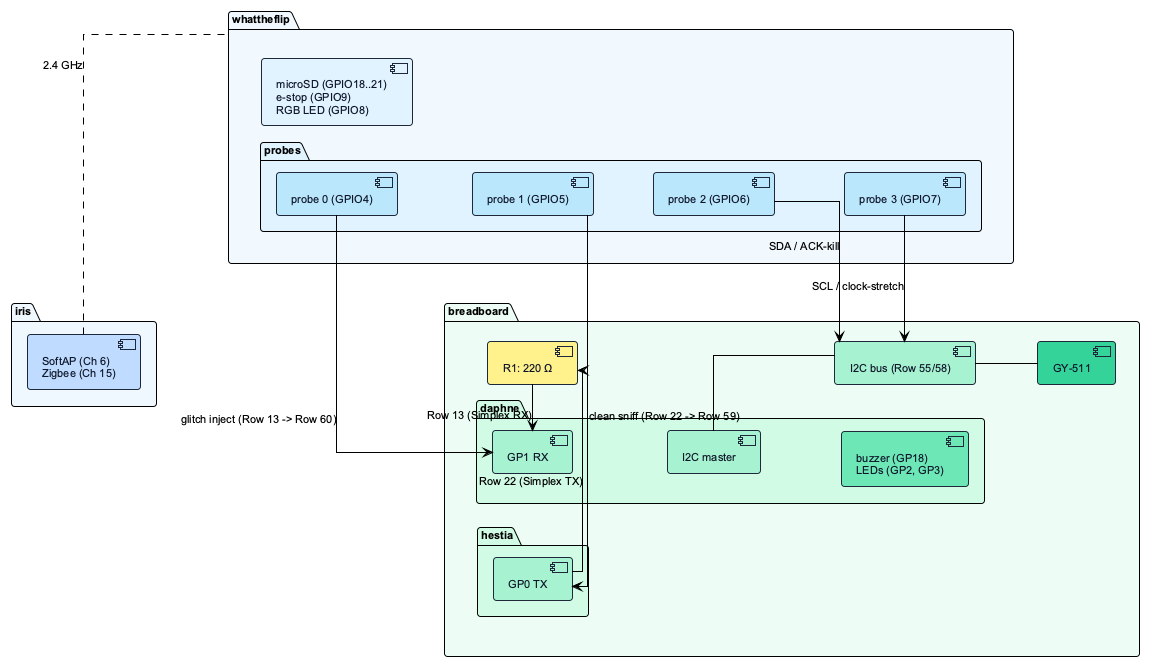 whattheflip
2.4 GHz
microSD (GPIO18..21)
e-stop (GPIO9)
RGB LED (GPIO8)
probes
probe 0 (GPIO4)
probe 1 (GPIO5)
probe 2 (GPIO6)
probe 3 (GPIO7)
SDA / ACK-kill
SCL / clock-stretch
iris
SoftAP (Ch 6)
Zigbee (Ch 15)
breadboard
R1: 220 Ω
I2C bus (Row 55/58)
GY-511
glitch inject (Row 13 -> Row 60)
Row 13 (Simplex RX)
clean sniff (Row 22 -> Row 59)
daphne
GP1 RX
I2C master
buzzer (GP18)
LEDs (GP2, GP3)
Row 22 (Simplex TX)
hestia
GP0 TX